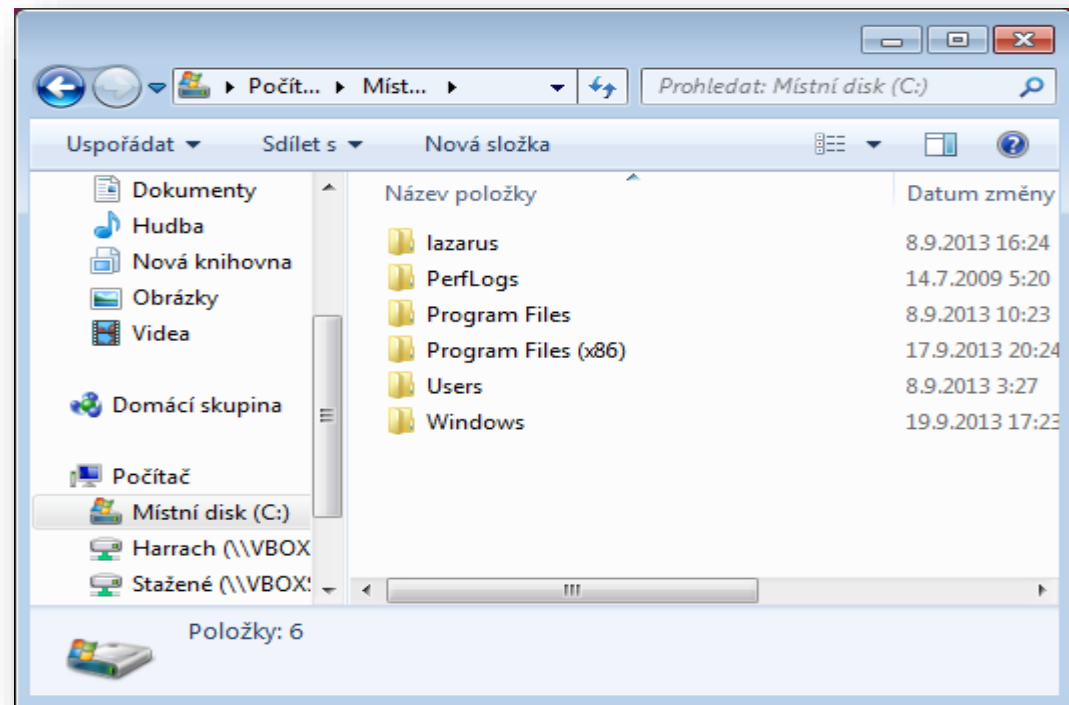 Počít... Míst... Prohledat: Místní disk (C:)
Uspořádat Sdílet s Nová složka
Dokumenty
Hudba
Nová knihovna
Obrázky
Videa
Domácí skupina
Počítač
Místní disk (C:)
Harrach (\\VBOX
Stažené (\\VBOX
Název položky Datum změny
lazarus 8.9.2013 16:24
PerfLogs 14.7.2009 5:20
Program Files 8.9.2013 10:23
Program Files (x86) 17.9.2013 20:24
Users 8.9.2013 3:27
Windows 19.9.2013 17:23
Položky: 6